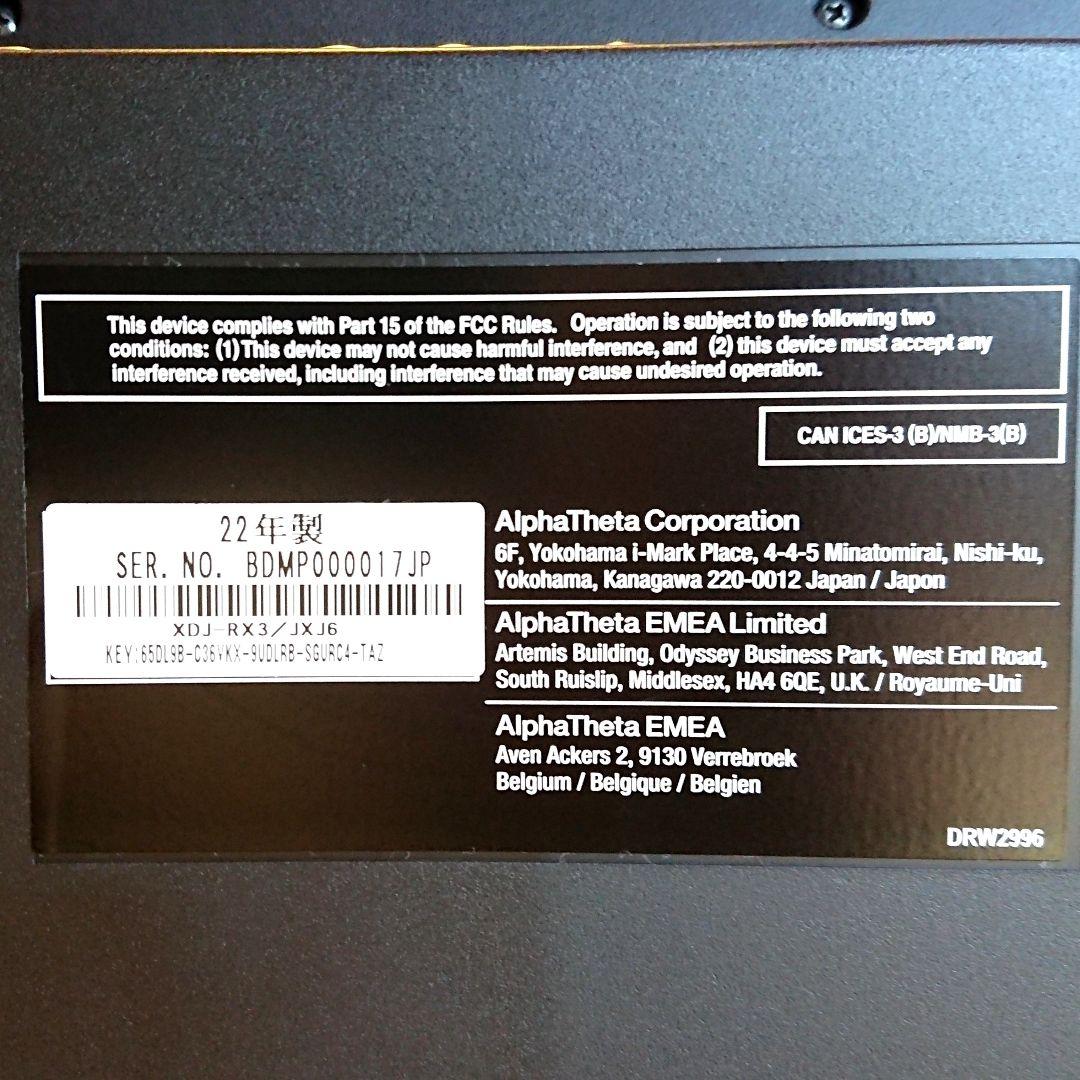 This device complies with Part 15 of the FCC Rules. Operation is subject to the following two
conditions: (1) This device may not cause harmful interference, and (2) this device must accept any
interference received, including interference that may cause undesired operation.
CAN ICES-3 (B)/NMB-3(B)
22年製
SER. NO. BDMP000017JP
XDJ-RX3/JXJ6
KEY:65DL9B-C36VKX-9UDLRB-SGURC4-TAZ
AlphaTheta Corporation
6F, Yokohama i-Mark Place, 4-4-5 Minatomirai, Nishi-ku,
Yokohama, Kanagawa 220-0012 Japan / Japon
AlphaTheta EMEA Limited
Artemis Building, Odyssey Business Park, West End Road,
South Ruislip, Middlesex, HA4 6QE, U.K. / Royaume-Uni
AlphaTheta EMEA
Aven Ackers 2, 9130 Verrebroek
Belgium / Belgique / Belgien
DRW2996